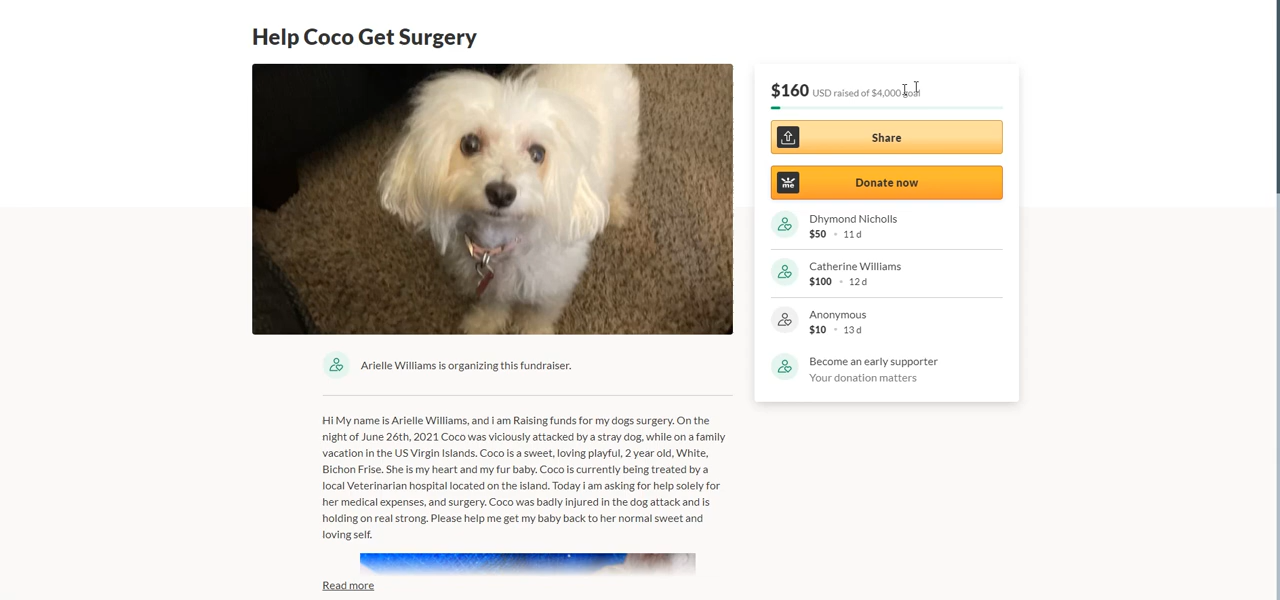 Help Coco Get Surgery
$160 USD raised of $4,000 goal
Share
me
Donate now
Dhymond Nicholls
$50 • 11 d
Catherine Williams
$100 • 12 d
Anonymous
$10 • 13 d
Become an early supporter
Your donation matters
Arielle Williams is organizing this fundraiser.
Hi My name is Arielle Williams, and i am Raising funds for my dogs surgery. On the
night of June 26th, 2021 Coco was viciously attacked by a stray dog, while on a family
vacation in the US Virgin Islands. Coco is a sweet, loving playful, 2 year old, White,
Bichon Frise. She is my heart and my fur baby. Coco is currently being treated by a
local Veterinarian hospital located on the island. Today i am asking for help solely for
her medical expenses, and surgery. Coco was badly injured in the dog attack and is
holding on real strong. Please help me get my baby back to her normal sweet and
loving self.
Read more